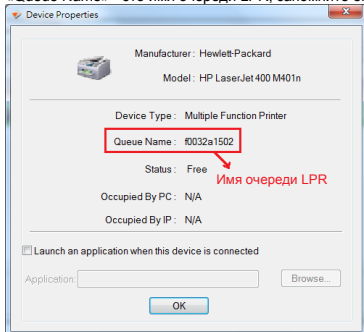 Device Properties
Manufacturer: Hewlett-Packard
Model: HP LaserJet 400 M401n
Device Type: Multiple Function Printer
Queue Name: f0032a1502
Status: Free
Имя очереди LPR
Occupied By PC: N/A
Occupied By IP: N/A
Launch an application when this device is connected
Application:
Browse...
OK